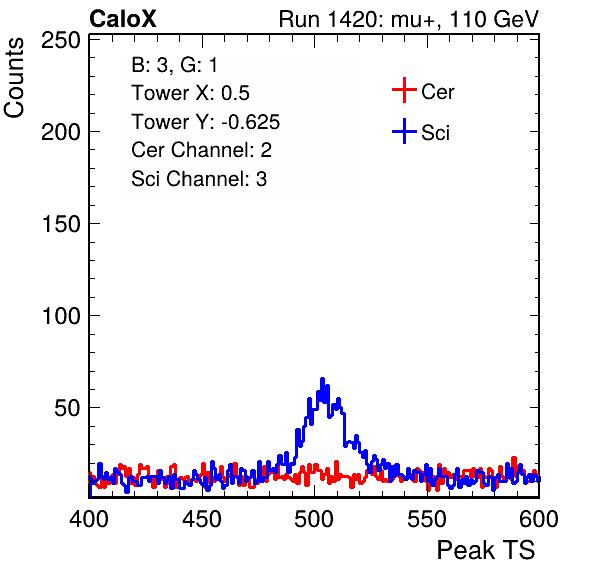 CaloX Run 1420: mu+, 110 GeV
Counts
250
200
150
100
50
B: 3, G: 1
Tower X: 0.5
Tower Y: -0.625
Cer Channel: 2
Sci Channel: 3
Cer
Sci
400 450 500 550 600
Peak TS